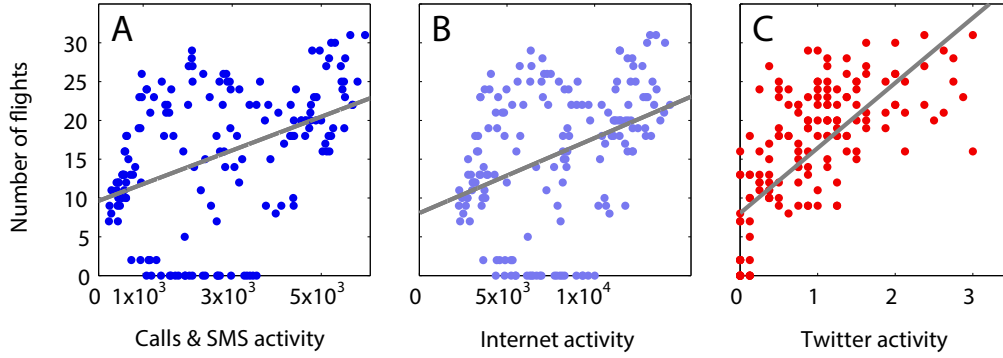 A B C
Number of flights
30
25
20
15
10
5
0
0 1x10³ 3x10³ 5x10³ 0 5x10³ 1x10⁴ 0 1 2 3
Calls & SMS activity Internet activity Twitter activity